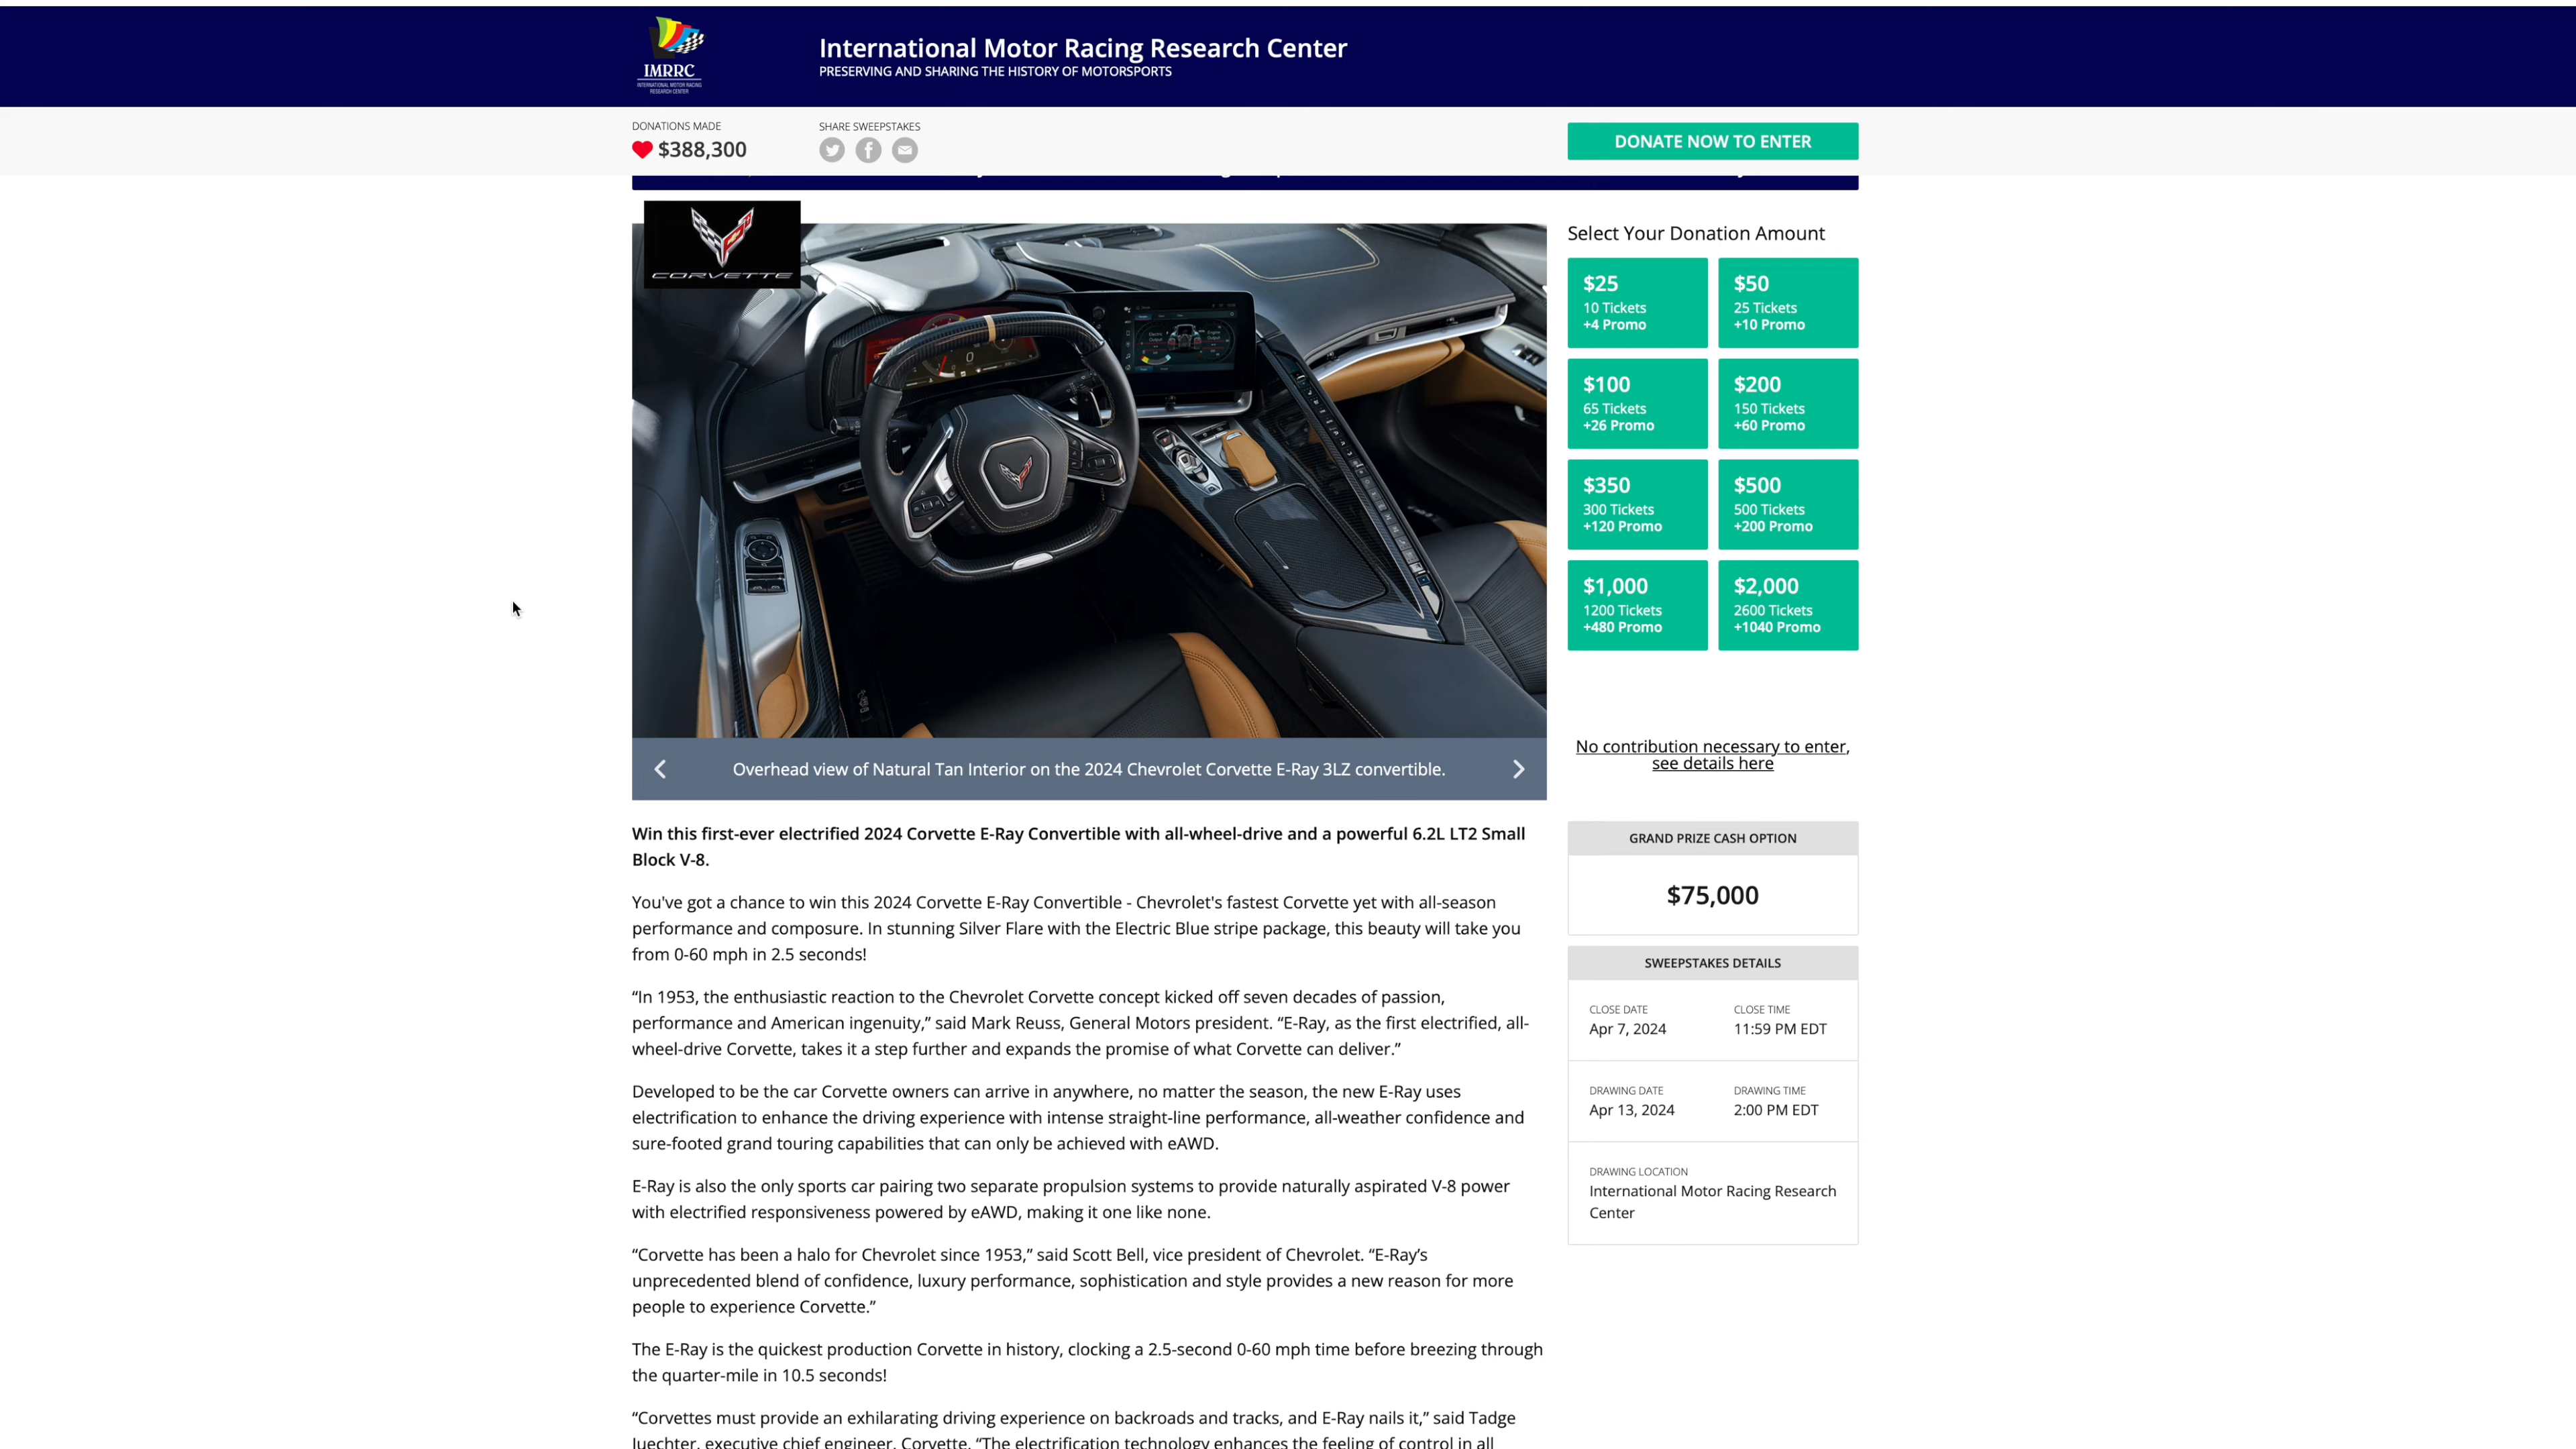 IMRRC
INTERNATIONAL MOTOR RACING
RESEARCH CENTER
International Motor Racing Research Center
PRESERVING AND SHARING THE HISTORY OF MOTORSPORTS
DONATIONS MADE
$388,300
SHARE SWEEPSTAKES
DONATE NOW TO ENTER
CORVETTE
Select Your Donation Amount
$25
10 Tickets
+4 Promo
$50
25 Tickets
+10 Promo
$100
65 Tickets
+26 Promo
$200
150 Tickets
+60 Promo
$350
300 Tickets
+120 Promo
$500
500 Tickets
+200 Promo
$1,000
1200 Tickets
+480 Promo
$2,000
2600 Tickets
+1040 Promo
No contribution necessary to enter,
see details here
Overhead view of Natural Tan Interior on the 2024 Chevrolet Corvette E-Ray 3LZ convertible.
Win this first-ever electrified 2024 Corvette E-Ray Convertible with all-wheel-drive and a powerful 6.2L LT2 Small
Block V-8.
You've got a chance to win this 2024 Corvette E-Ray Convertible - Chevrolet's fastest Corvette yet with all-season
performance and composure. In stunning Silver Flare with the Electric Blue stripe package, this beauty will take you
from 0-60 mph in 2.5 seconds!
“In 1953, the enthusiastic reaction to the Chevrolet Corvette concept kicked off seven decades of passion,
performance and American ingenuity,” said Mark Reuss, General Motors president. “E-Ray, as the first electrified, all-
wheel-drive Corvette, takes it a step further and expands the promise of what Corvette can deliver.”
Developed to be the car Corvette owners can arrive in anywhere, no matter the season, the new E-Ray uses
electrification to enhance the driving experience with intense straight-line performance, all-weather confidence and
sure-footed grand touring capabilities that can only be achieved with eAWD.
E-Ray is also the only sports car pairing two separate propulsion systems to provide naturally aspirated V-8 power
with electrified responsiveness powered by eAWD, making it one like none.
“Corvette has been a halo for Chevrolet since 1953,” said Scott Bell, vice president of Chevrolet. “E-Ray’s
unprecedented blend of confidence, luxury performance, sophistication and style provides a new reason for more
people to experience Corvette.”
The E-Ray is the quickest production Corvette in history, clocking a 2.5-second 0-60 mph time before breezing through
the quarter-mile in 10.5 seconds!
“Corvettes must provide an exhilarating driving experience on backroads and tracks, and E-Ray nails it,” said Tadge
Juechter, executive chief engineer, Corvette. “The electrification technology enhances the feeling of control in all
GRAND PRIZE CASH OPTION
$75,000
SWEEPSTAKES DETAILS
CLOSE DATE
Apr 7, 2024
CLOSE TIME
11:59 PM EDT
DRAWING DATE
Apr 13, 2024
DRAWING TIME
2:00 PM EDT
DRAWING LOCATION
International Motor Racing Research
Center